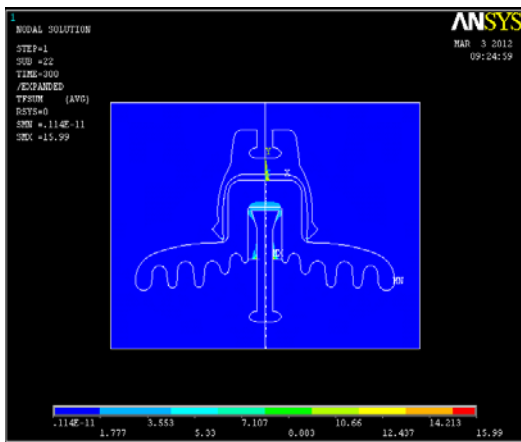 1
NODAL SOLUTION
ANSYS
STEP=1
SUB =22
TIME=300
/EXPANDED
TFSUM (AVG)
RSYS=0
SMN =.114E-11
SMX =15.99
MAR 3 2012
09:24:59
Y
X
MX
MN
.114E-11 3.553 7.107 10.66 14.213
1.777 5.33 8.883 12.437 15.99